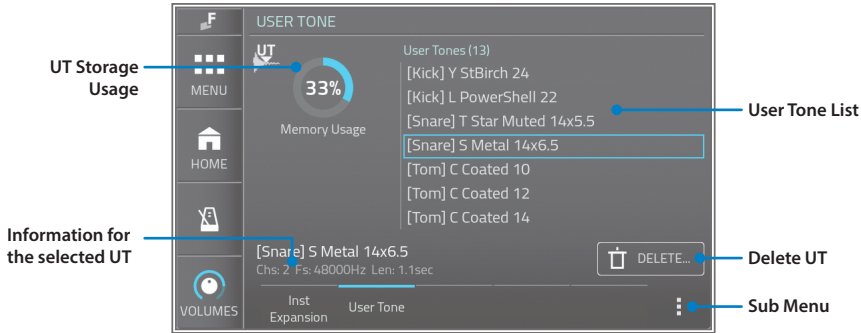 F
USER TONE
UT Storage
Usage
UT
33%
Memory Usage
User Tones (13)
[Kick] Y StBirch 24
[Kick] L PowerShell 22
[Snare] T Star Muted 14x5.5
[Snare] S Metal 14x6.5
[Tom] C Coated 10
[Tom] C Coated 12
[Tom] C Coated 14
User Tone List
MENU
HOME
Information for
the selected UT
[Snare] S Metal 14x6.5
Chs: 2 Fs: 48000Hz Len: 1.1sec
DELETE...
Delete UT
VOLUMES
Inst
Expansion
User Tone
Sub Menu